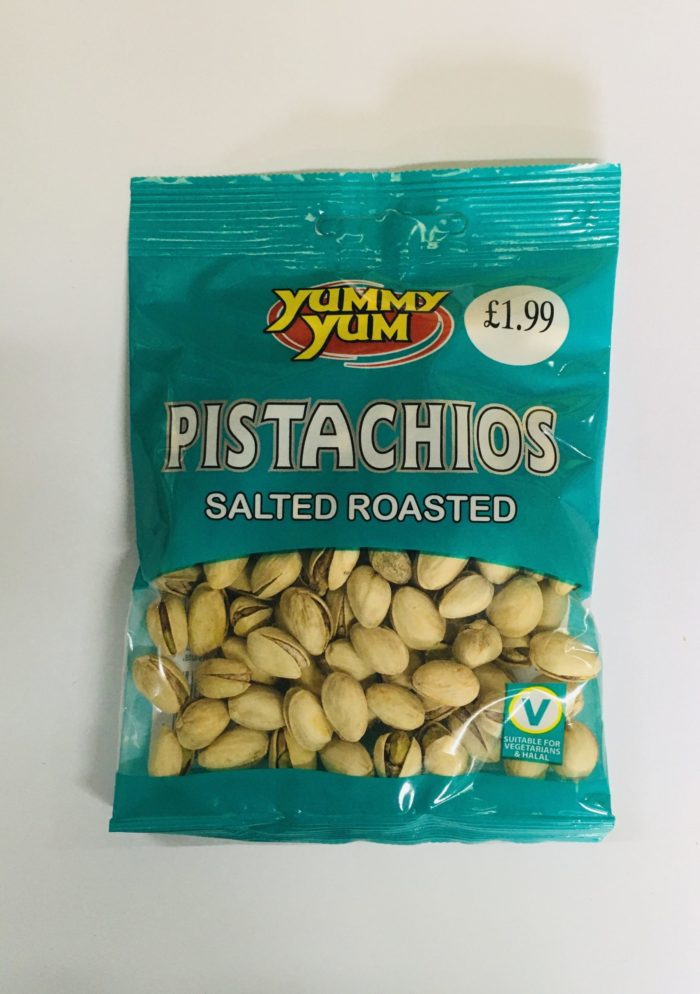 YUMMY
YUM
£1.99
PISTACHIOS
SALTED ROASTED
V
SUITABLE FOR
VEGETARIANS
& HALAL